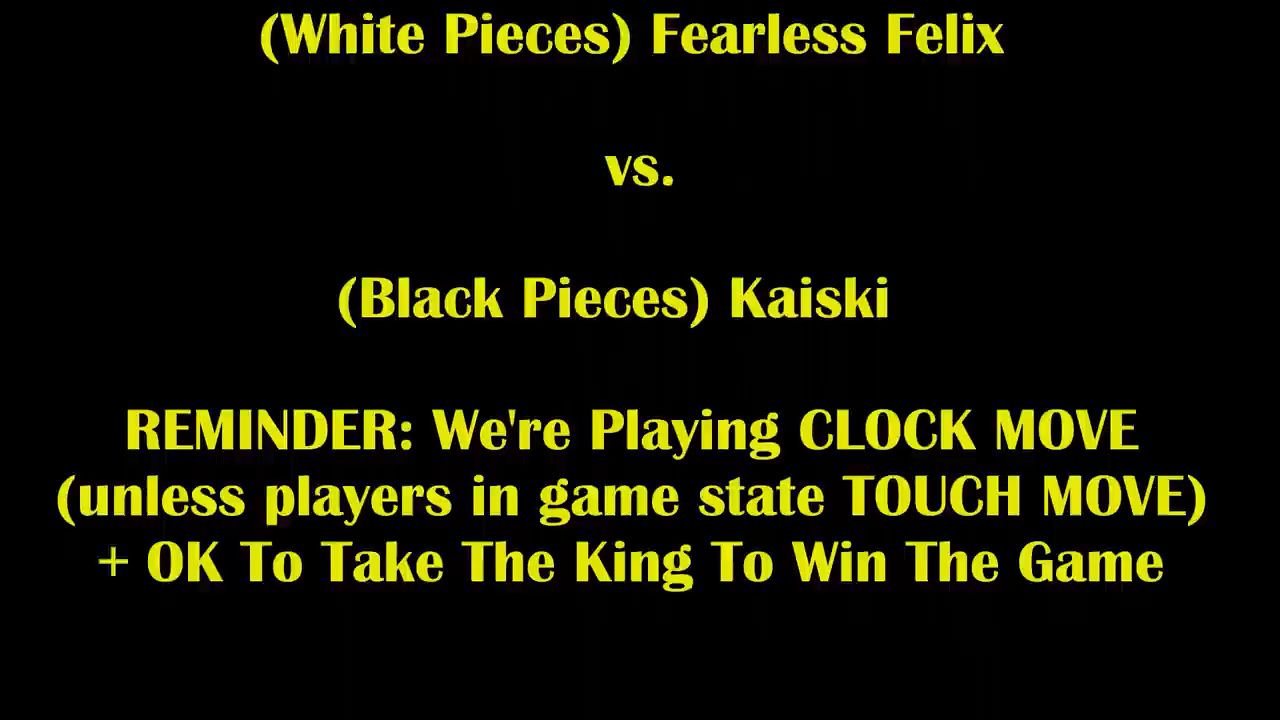 (White Pieces) Fearless Felix
vs.
(Black Pieces) Kaiski
REMINDER: We're Playing CLOCK MOVE
(unless players in game state TOUCH MOVE)
+ OK To Take The King To Win The Game